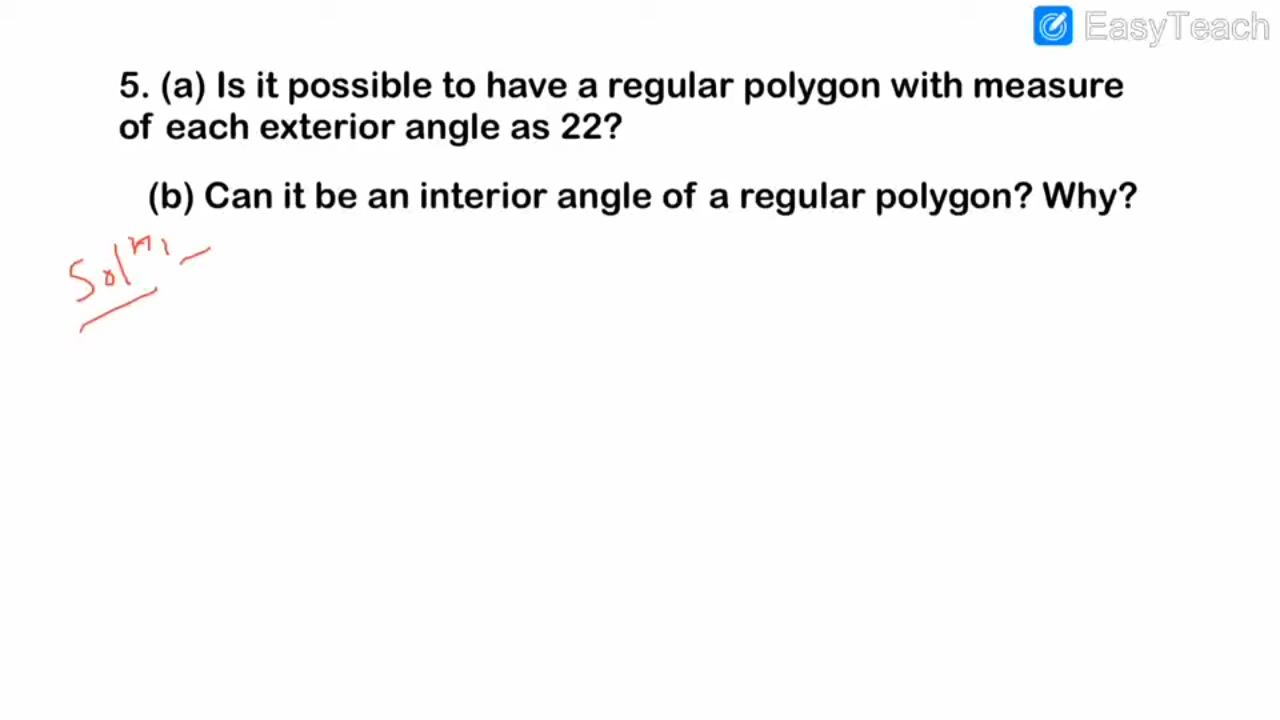 EasyTeach
5. (a) Is it possible to have a regular polygon with measure
of each exterior angle as 22?
(b) Can it be an interior angle of a regular polygon? Why?
Solⁿ:-